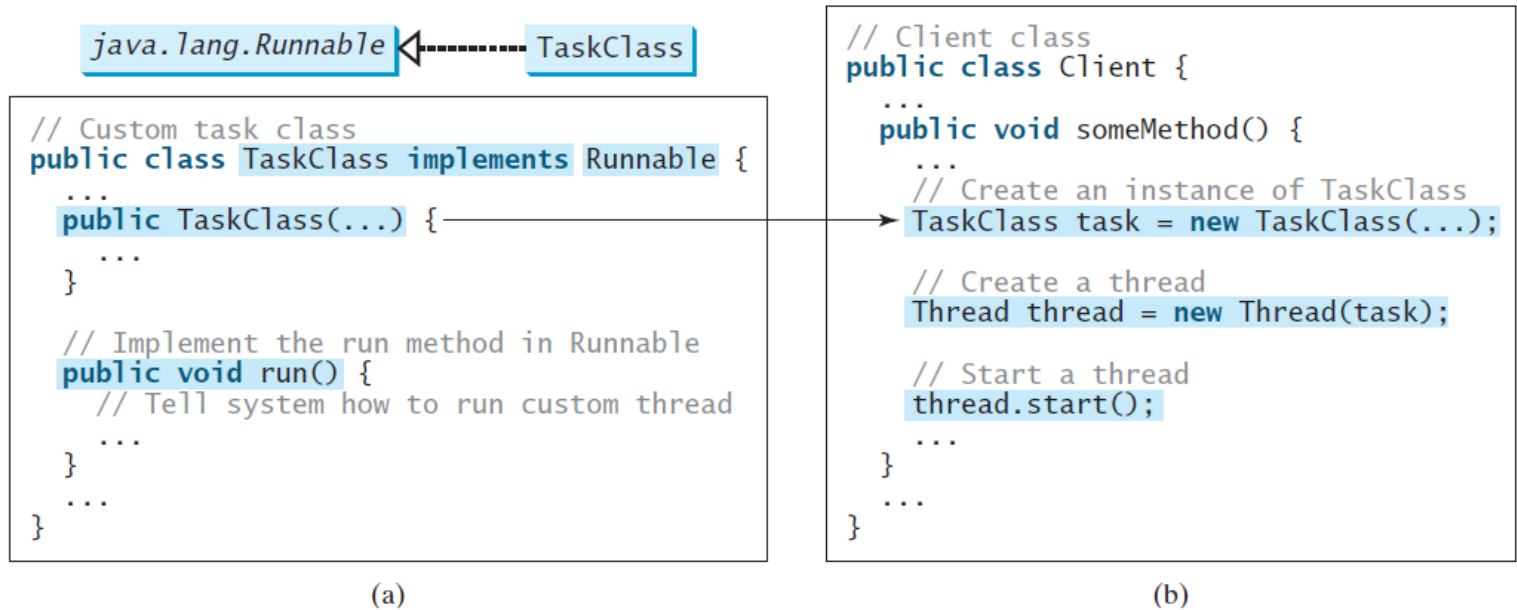 java.lang.Runnable TaskClass
// Custom task class
public class TaskClass implements Runnable {
  ...
  public TaskClass(...) {
    ...
  }

  // Implement the run method in Runnable
  public void run() {
    // Tell system how to run custom thread
    ...
  }
  ...
}
(a)
// Client class
public class Client {
  ...
  public void someMethod() {
    ...
    // Create an instance of TaskClass
    TaskClass task = new TaskClass(...);

    // Create a thread
    Thread thread = new Thread(task);

    // Start a thread
    thread.start();
    ...
  }
  ...
}
(b)